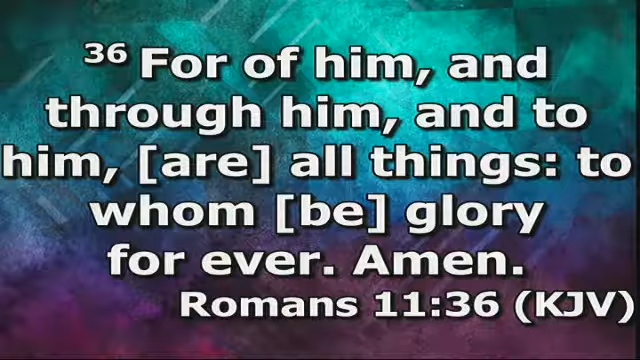 36 For of him, and
through him, and to
him, [are] all things: to
whom [be] glory
for ever. Amen.
Romans 11:36 (KJV)